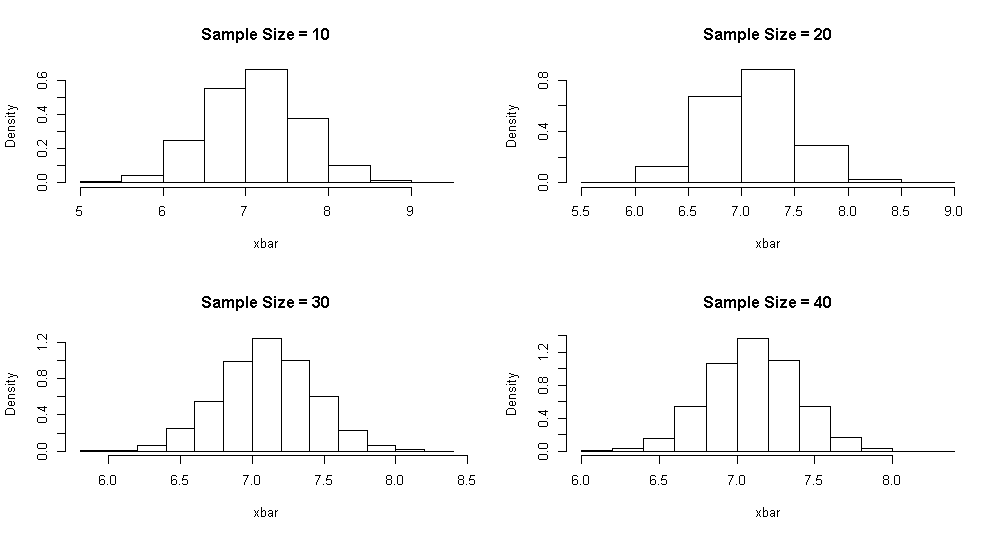 Sample Size = 10
Density
0.0 0.2 0.4 0.6
5 6 7 8 9
xbar
Sample Size = 20
Density
0.0 0.4 0.8
5.5 6.0 6.5 7.0 7.5 8.0 8.5 9.0
xbar
Sample Size = 30
Density
0.0 0.4 0.8 1.2
6.0 6.5 7.0 7.5 8.0 8.5
xbar
Sample Size = 40
Density
0.0 0.4 0.8 1.2
6.0 6.5 7.0 7.5 8.0
xbar